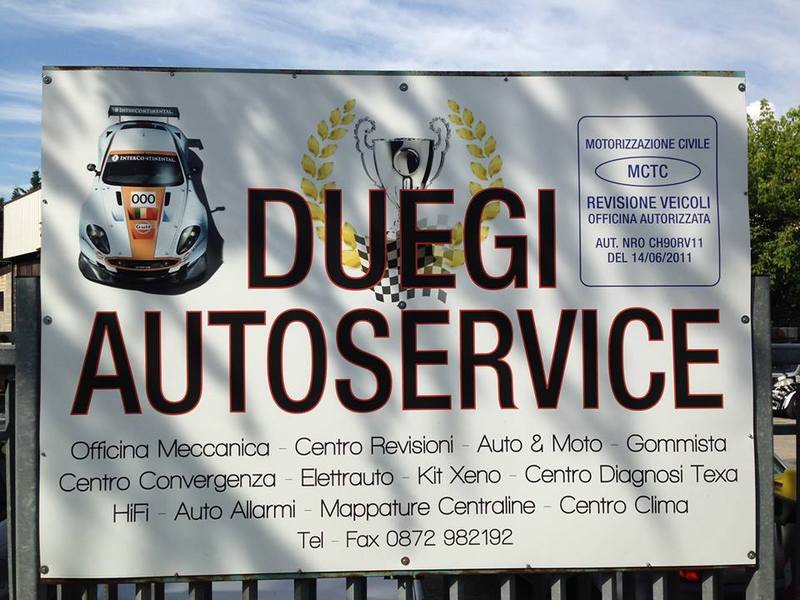 INTERCONTINENTAL
INTERCONTINENTAL
000
Gulf
MOTORIZZAZIONE CIVILE
MCTC
REVISIONE VEICOLI
OFFICINA AUTORIZZATA
AUT. NRO CH90RV11
DEL 14/06/2011
DUEGI
AUTOSERVICE
Officina Meccanica - Centro Revisioni - Auto & Moto - Gommista
Centro Convergenza - Elettrauto - Kit Xeno - Centro Diagnosi Texa
HiFi - Auto Allarmi - Mappature Centraline - Centro Clima
Tel - Fax 0872 982192